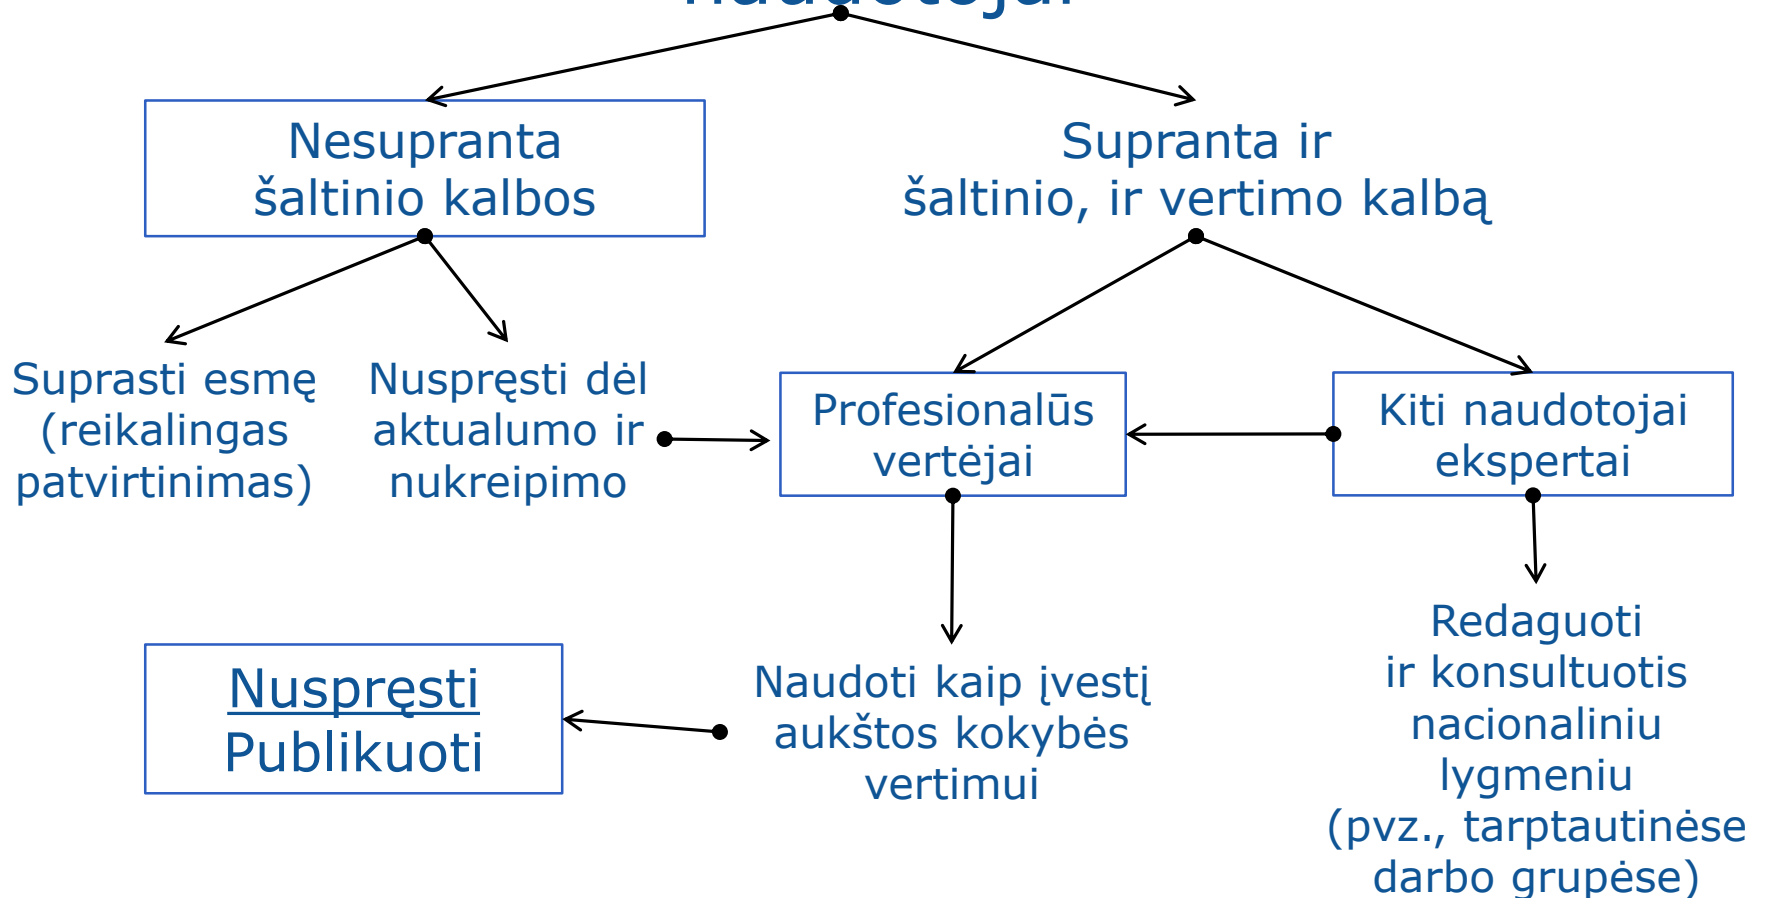 naudotojai
Nesupranta
šaltinio kalbos
Supranta ir
šaltinio, ir vertimo kalbą
Suprasti esmę
(reikalingas
patvirtinimas)
Nuspręsti dėl
aktualumo ir
nukreipimo
Profesionalūs
vertėjai
Kiti naudotojai
ekspertai
Nuspręsti
Publikuoti
Naudoti kaip įvestį
aukštos kokybės
vertimui
Redaguoti
ir konsultuotis
nacionaliniu
lygmeniu
(pvz., tarptautinėse
darbo grupėse)